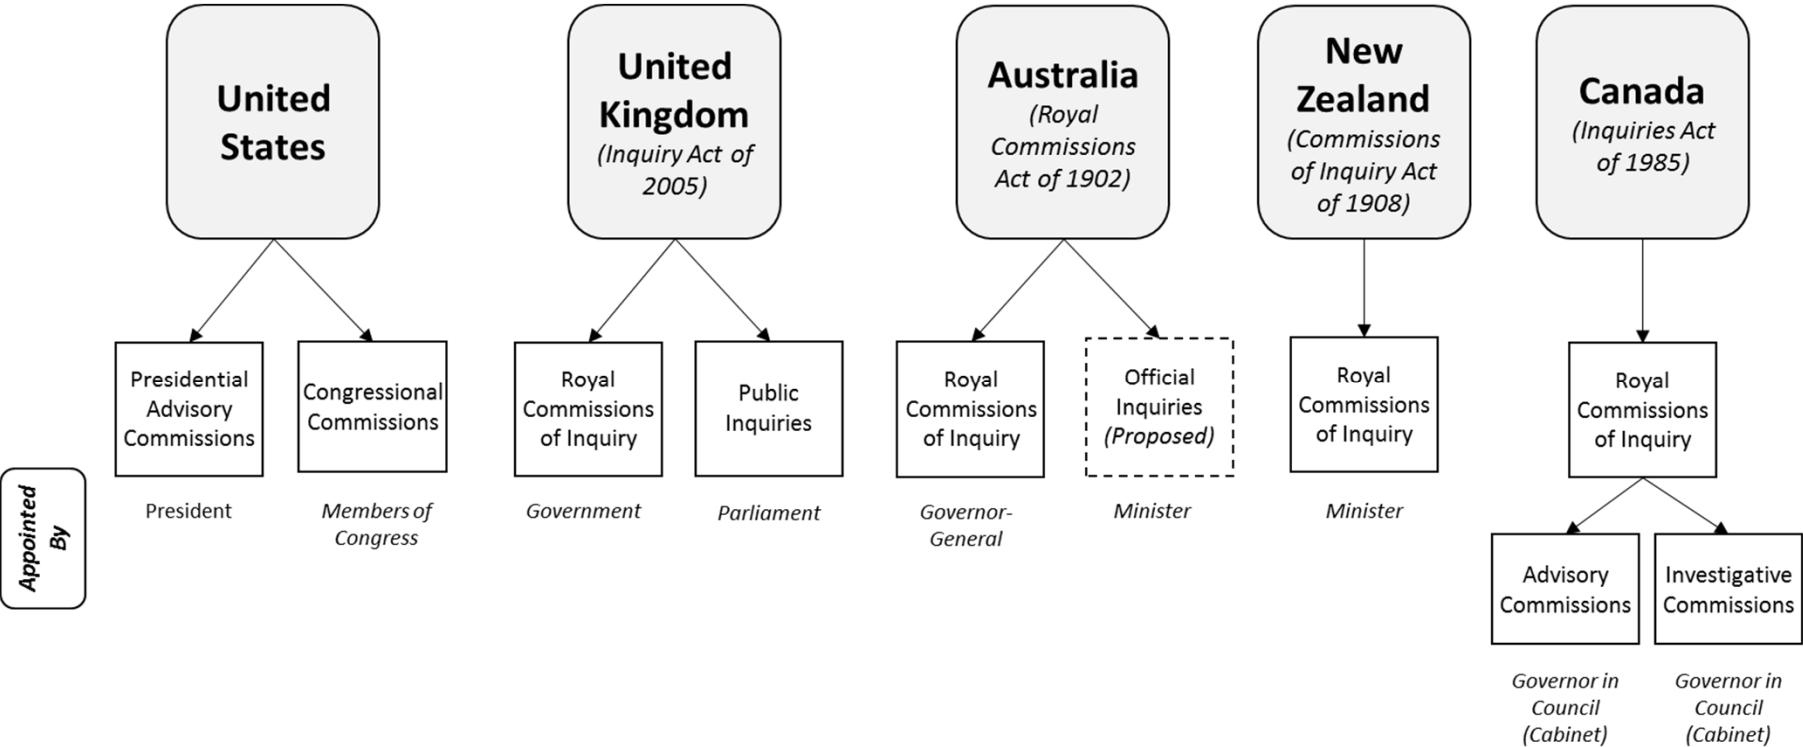 United
States
United
Kingdom
(Inquiry Act of
2005)
Australia
(Royal
Commissions
Act of 1902)
New
Zealand
(Commissions
of Inquiry Act
of 1908)
Canada
(Inquiries Act
of 1985)
Presidential
Advisory
Commissions
Congressional
Commissions
Royal
Commissions
of Inquiry
Public
Inquiries
Royal
Commissions
of Inquiry
Official
Inquiries
(Proposed)
Royal
Commissions
of Inquiry
Royal
Commissions
of Inquiry
Appointed
By
President
Members of
Congress
Government
Parliament
Governor-
General
Minister
Minister
Advisory
Commissions
Investigative
Commissions
Governor in
Council
(Cabinet)
Governor in
Council
(Cabinet)